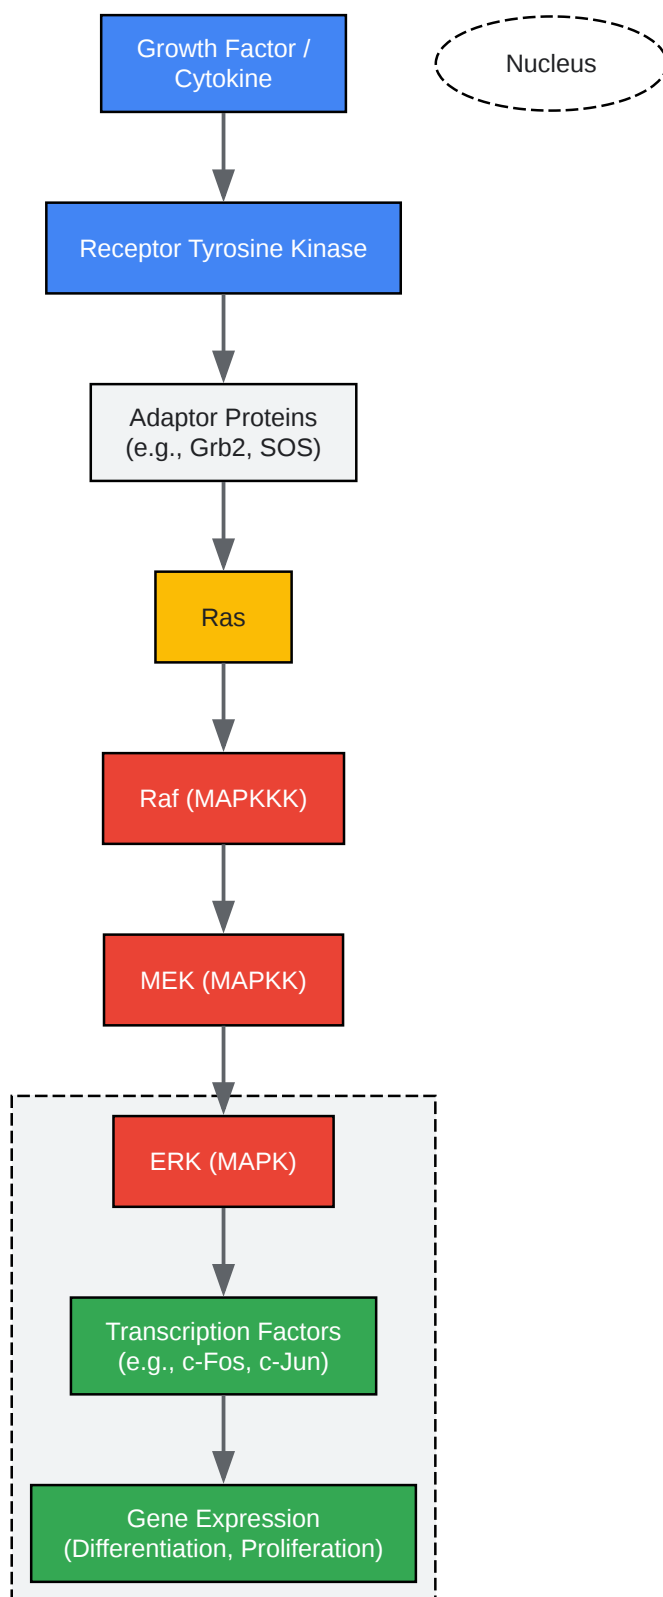 Growth Factor /
Cytokine
Nucleus
Receptor Tyrosine Kinase
Adaptor Proteins
(e.g., Grb2, SOS)
Ras
Raf (MAPKKK)
MEK (MAPKK)
ERK (MAPK)
Transcription Factors
(e.g., c-Fos, c-Jun)
Gene Expression
(Differentiation, Proliferation)